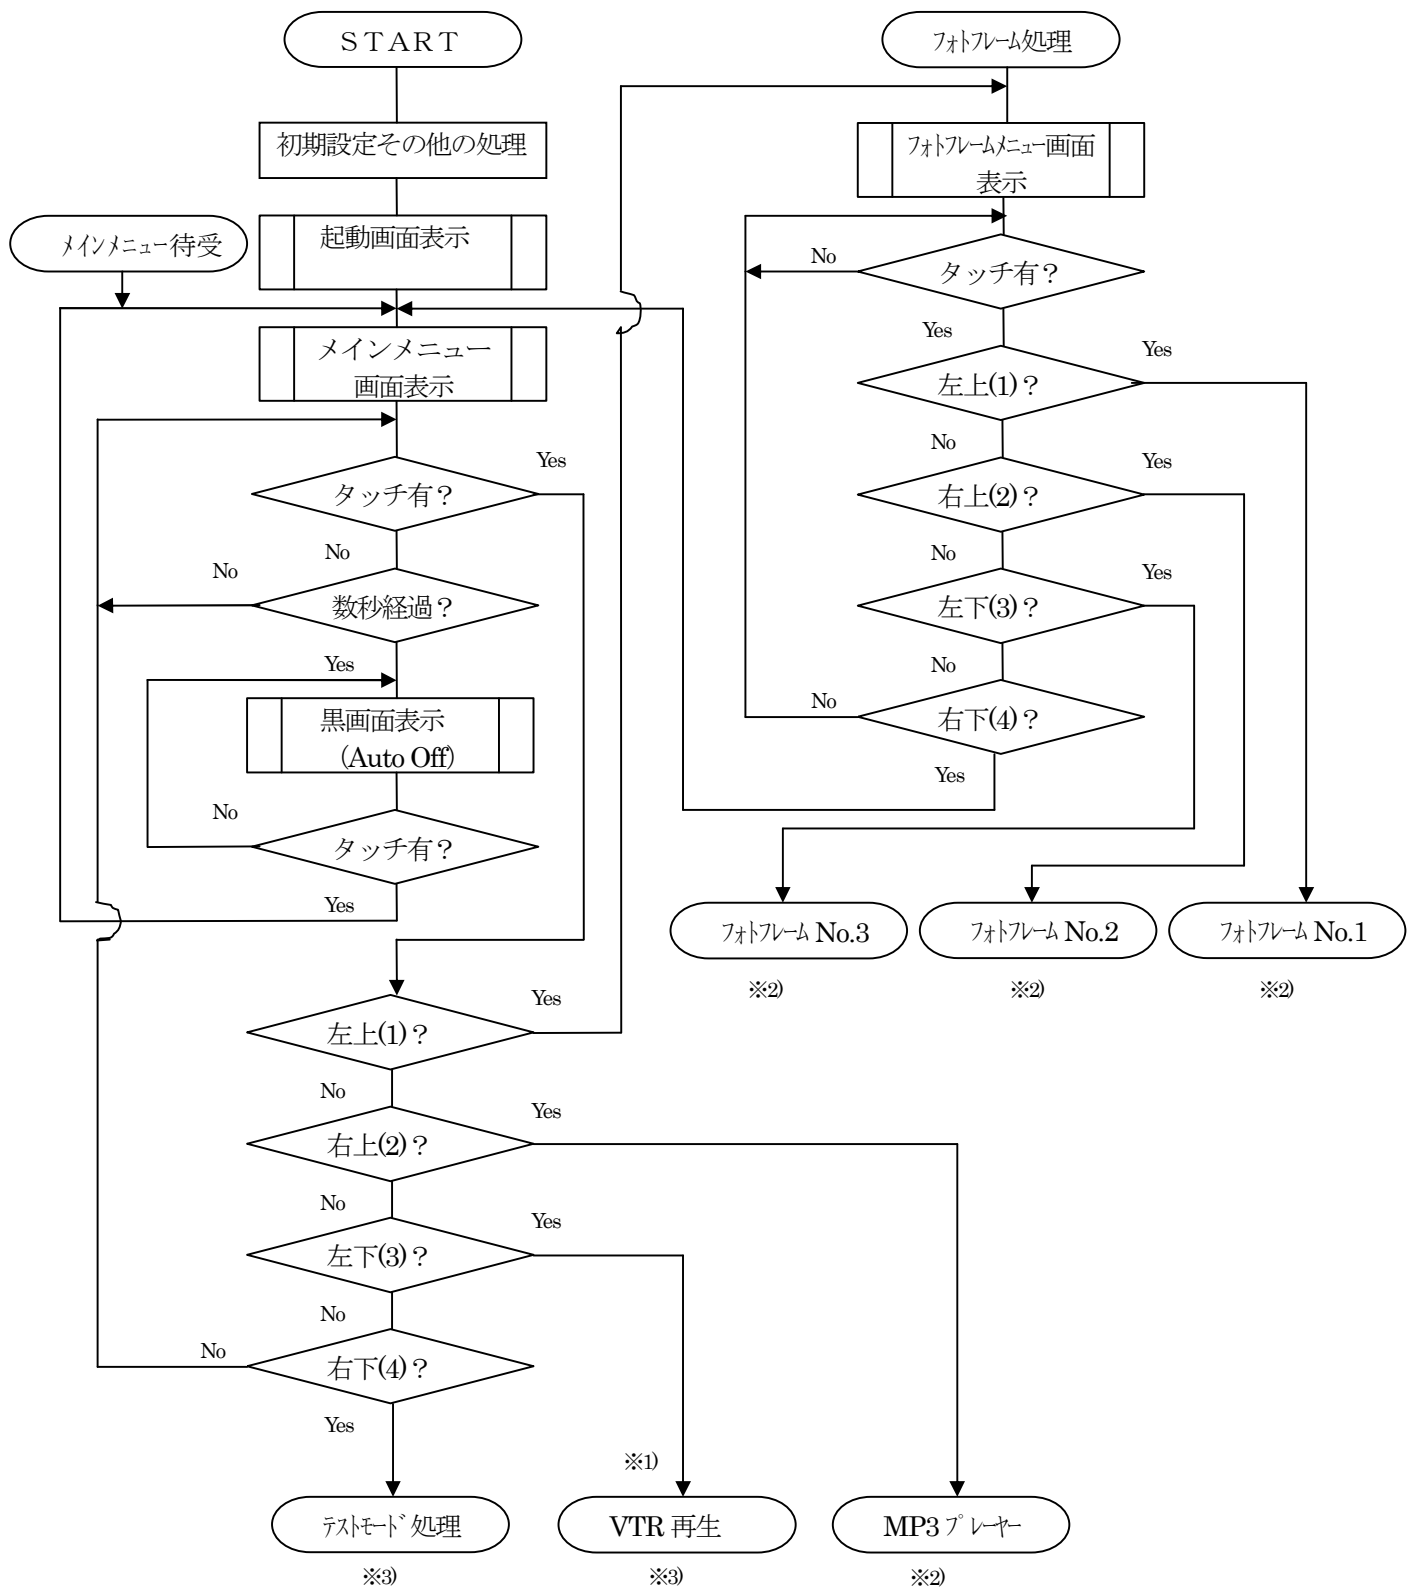 ＳＴＡＲＴ
初期設定その他の処理
メインメニュー待受
起動画面表示
メインメニュー
画面表示
タッチ有？
Yes
No
数秒経過？
No
Yes
黒画面表示
(Auto Off)
タッチ有？
No
Yes
左上(1)？
Yes
No
右上(2)？
Yes
No
左下(3)？
Yes
No
右下(4)？
No
Yes
テストモード処理
※3)
※1)
VTR 再生
※3)
MP3プレーヤー
※2)
フォトフレーム処理
フォトフレームメニュー画面
表示
タッチ有？
No
Yes
左上(1)？
Yes
No
右上(2)？
Yes
No
左下(3)？
Yes
No
右下(4)？
No
Yes
フォトフレーム No.3
※2)
フォトフレーム No.2
※2)
フォトフレーム No.1
※2)